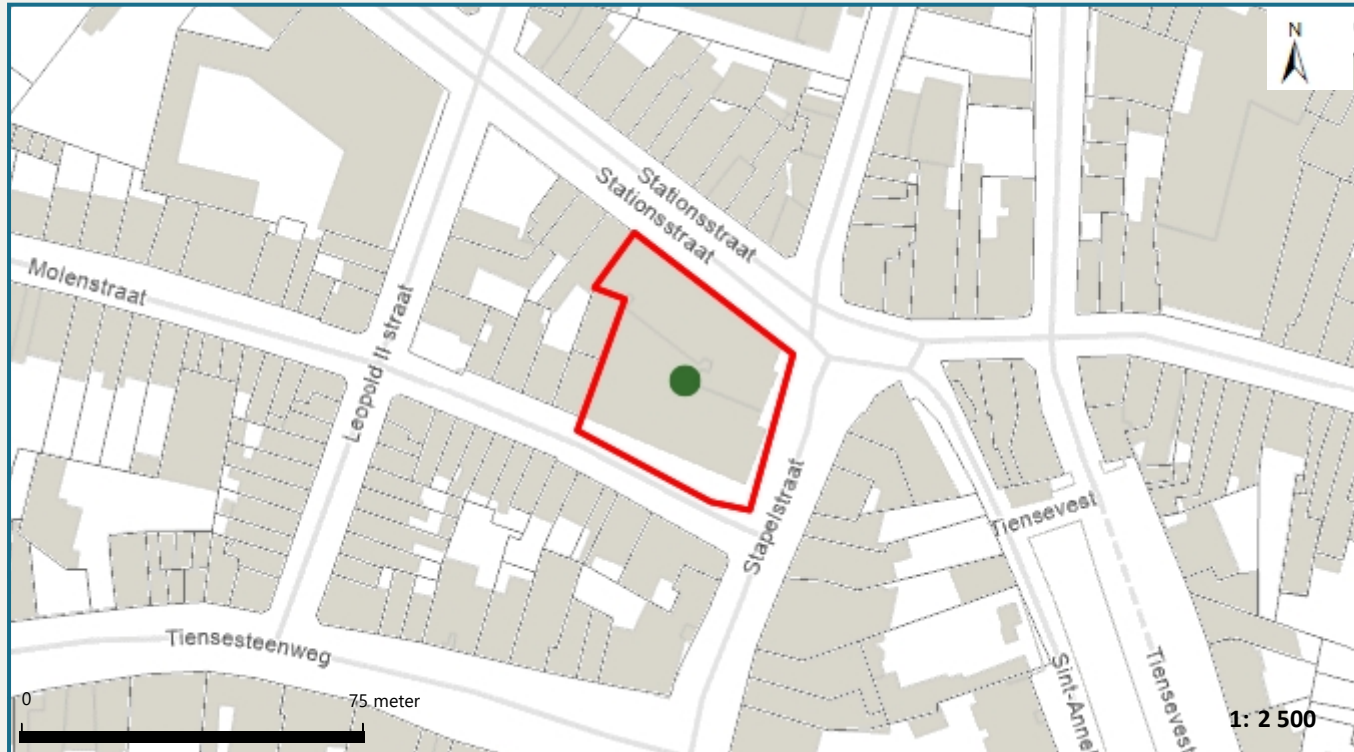 N
Stationsstraat
Stationsstraat
Molenstraat
Leopold II straat
Stapelstraat
Tiensevest
Tiensesteenweg
Sint-Anne
Tiensevest
0
75 meter
1: 2 500